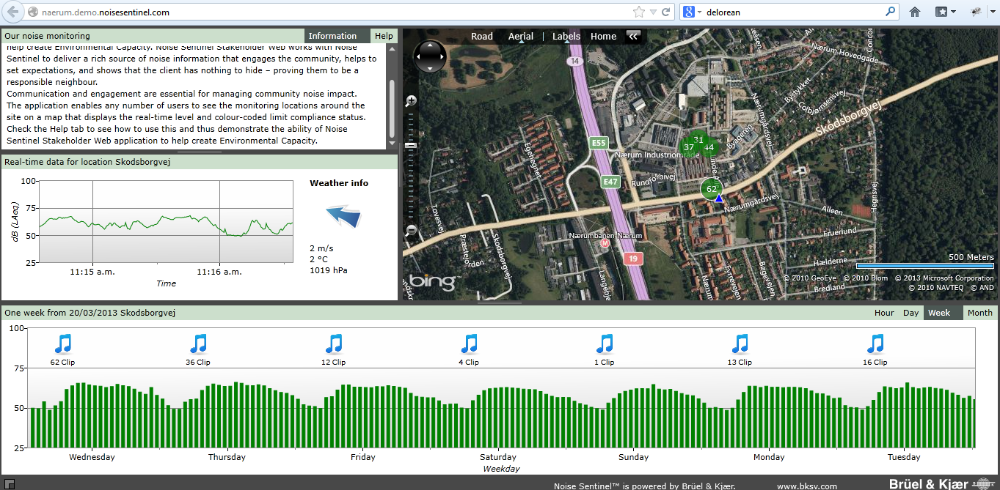 naerum.demo.noisesentinel.com
delorean
Our noise monitoring
Information
Help
help create Environmental Capacity. Noise Sentinel Stakeholder Web works with Noise
Sentinel to deliver a rich source of noise information that engages the community, helps to
set expectations, and shows that the client has nothing to hide – proving them to be a
responsible neighbour.
Communication and engagement are essential for managing community noise impact.
The application enables any number of users to see the monitoring locations around the
site on a map that displays the real-time level and colour-coded limit compliance status.
Check the Help tab to see how to use this and thus demonstrate the ability of Noise
Sentinel Stakeholder Web application to help create Environmental Capacity.
Real-time data for location Skodsborgvej
100
75
50
25
dB (LAeq)
11:15 a.m.
11:16 a.m.
Time
Weather info
2 m/s
2 °C
1019 hPa
Road
Aerial
Labels
Home
14
Nærum Hovedgade
Bystykket
Colbjørnsensvej
Skodsborgvej
Nærumgårdsvej
Byageren
31
37
44
Nærum Industriområde
E55
Egehegnet
E47
Rundforbivej
Linde A
62
Nærumgårdsvej
Hegnsvej
Alleen
Fruerlund
Tovesvej
Præstejorden
Skodsborgvej
Nærumbanen-Nærum
M
19
Hælderne
Bøgevejen
Fyrrevejen
Nærum
Langebje
Bredland
500 Meters
bing™
© 2010 GeoEye © 2010 Blom © 2013 Microsoft Corporation
© 2010 NAVTEQ © AND
One week from 20/03/2013 Skodsborgvej
Hour
Day
Week
Month
100
75
50
25
62 Clip
36 Clip
12 Clip
4 Clip
1 Clip
13 Clip
16 Clip
Wednesday
Thursday
Friday
Saturday
Sunday
Monday
Tuesday
Weekday
Noise Sentinel™ is powered by Brüel & Kjær.
www.bksv.com
Brüel & Kjær